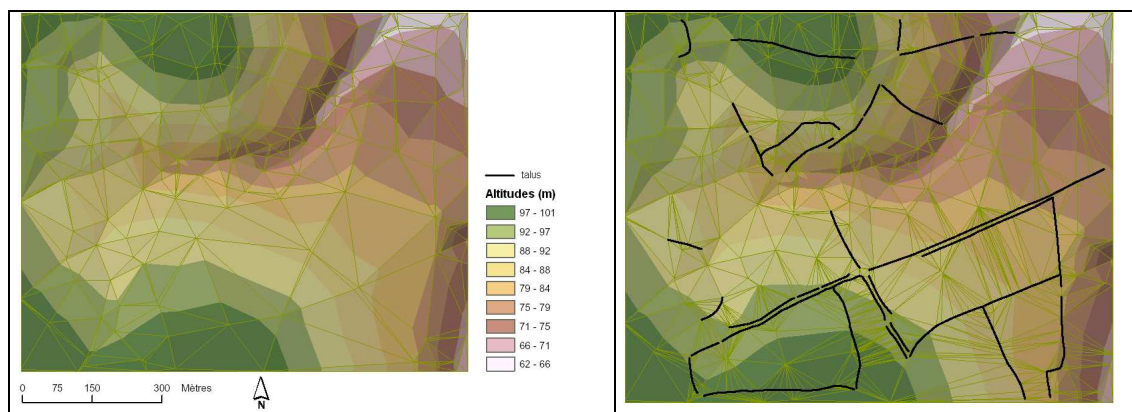 talus
Altitudes (m)
97 - 101
92 - 97
88 - 92
84 - 88
79 - 84
75 - 79
71 - 75
66 - 71
62 - 66
0 75 150 300 Mètres
N